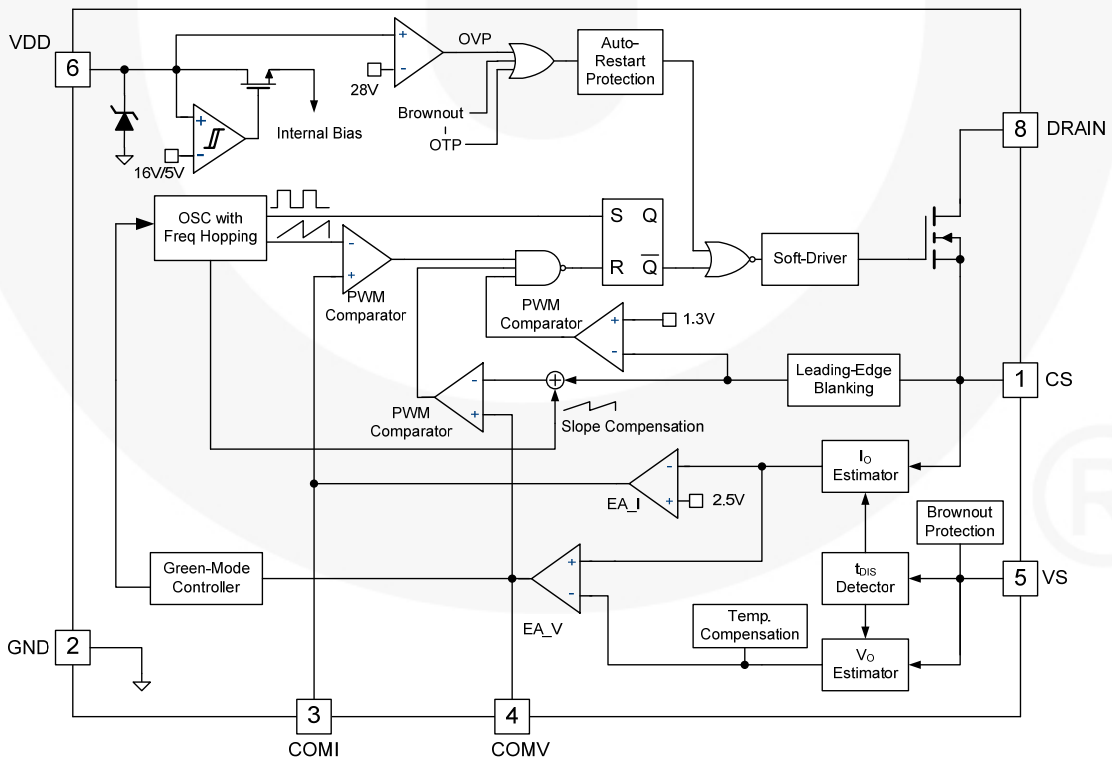 VDD
6
+
-
28V
OVP
Auto-
Restart
Protection
Brownout
OTP
Internal Bias
+
-
16V/5V
8
DRAIN
OSC with
Freq Hopping
-
+
PWM
Comparator
S Q
R Q
Soft-Driver
PWM
Comparator
+
-
1.3V
Leading-Edge
Blanking
1
CS
-
+
PWM
Comparator
+
Slope Compensation
IO
Estimator
-
+
2.5V
EA_I
Brownout
Protection
Green-Mode
Controller
+
-
EA_V
tDIS
Detector
5
VS
Temp.
Compensation
VO
Estimator
GND
2
3
COMI
4
COMV
®